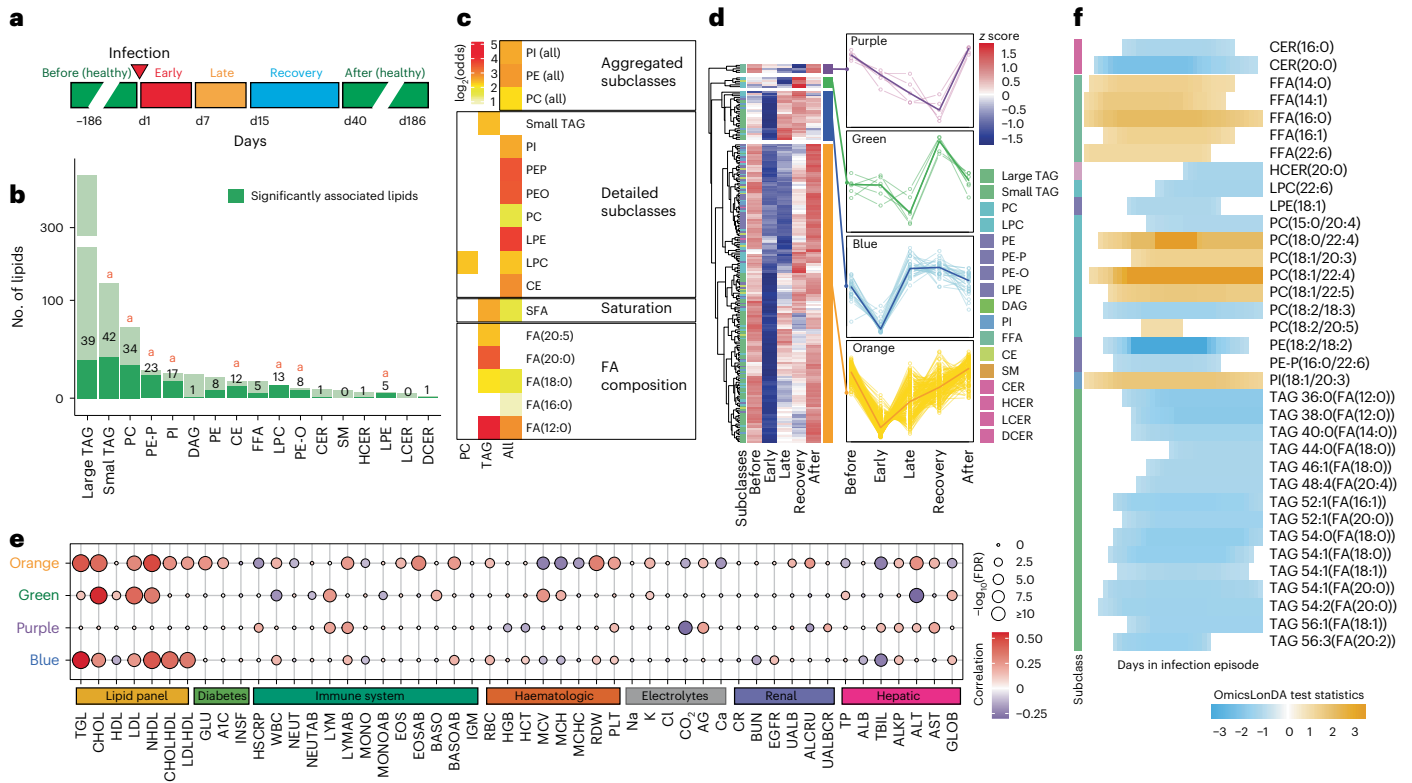 a
Infection
Before (healthy)
Early
Late
Recovery
After (healthy)
–186
d1
d7
d15
d40
d186
Days
b
Significantly associated lipids
No. of lipids
300
100
0
a
a
a
a
a
a
a
a
39
42
34
23
17
1
8
12
5
13
8
1
0
1
5
0
1
Large TAG
Smal TAG
PC
PE-P
PI
DAG
PE
CE
FFA
LPC
PE-O
CER
SM
HCER
LPE
LCER
DCER
c
log2(odds)
5
4
3
2
1
PI (all)
PE (all)
PC (all)
Aggregated
subclasses
Small TAG
PI
PEP
PEO
PC
LPE
LPC
CE
Detailed
subclasses
SFA
Saturation
FA(20:5)
FA(20:0)
FA(18:0)
FA(16:0)
FA(12:0)
FA
composition
PC
TAG
All
d
z score
1.5
1.0
0.5
0
–0.5
–1.0
–1.5
Purple
Green
Blue
Orange
Large TAG
Small TAG
PC
LPC
PE
PE-P
PE-O
LPE
DAG
PI
FFA
CE
SM
CER
HCER
LCER
DCER
Subclasses
Before
Early
Late
Recovery
After
Before
Early
Late
Recovery
After
e
Orange
Green
Purple
Blue
–log10(FDR)
0
2.5
5.0
7.5
≥10
Correlation
0.50
0.25
0
–0.25
Lipid panel
Diabetes
Immune system
Haematologic
Electrolytes
Renal
Hepatic
TGL
CHOL
HDL
LDL
NHDL
CHOLHDL
LDLHDL
GLU
A1C
INSF
HSCRP
WBC
NEUT
NEUTAB
LYM
LYMAB
MONO
MONOAB
EOS
EOSAB
BASO
BASOAB
IGM
RBC
HGB
HCT
MCV
MCH
MCHC
RDW
PLT
Na
K
Cl
CO2
AG
Ca
CR
BUN
EGFR
UALB
ALCRU
UALBCR
TP
ALB
TBIL
ALKP
ALT
AST
GLOB
f
CER(16:0)
CER(20:0)
FFA(14:0)
FFA(14:1)
FFA(16:0)
FFA(16:1)
FFA(22:6)
HCER(20:0)
LPC(22:6)
LPE(18:1)
PC(15:0/20:4)
PC(18:0/22:4)
PC(18:1/20:3)
PC(18:1/22:4)
PC(18:1/22:5)
PC(18:2/18:3)
PC(18:2/20:5)
PE(18:2/18:2)
PE-P(16:0/22:6)
PI(18:1/20:3)
TAG 36:0(FA(12:0))
TAG 38:0(FA(12:0))
TAG 40:0(FA(14:0))
TAG 44:0(FA(18:0))
TAG 46:1(FA(18:0))
TAG 48:4(FA(20:4))
TAG 52:1(FA(16:1))
TAG 52:1(FA(20:0))
TAG 54:0(FA(18:0))
TAG 54:1(FA(18:0))
TAG 54:1(FA(18:1))
TAG 54:1(FA(20:0))
TAG 54:2(FA(20:0))
TAG 56:1(FA(18:1))
TAG 56:3(FA(20:2))
Subclass
Days in infection episode
OmicsLonDA test statistics
–3 –2 –1 0 1 2 3